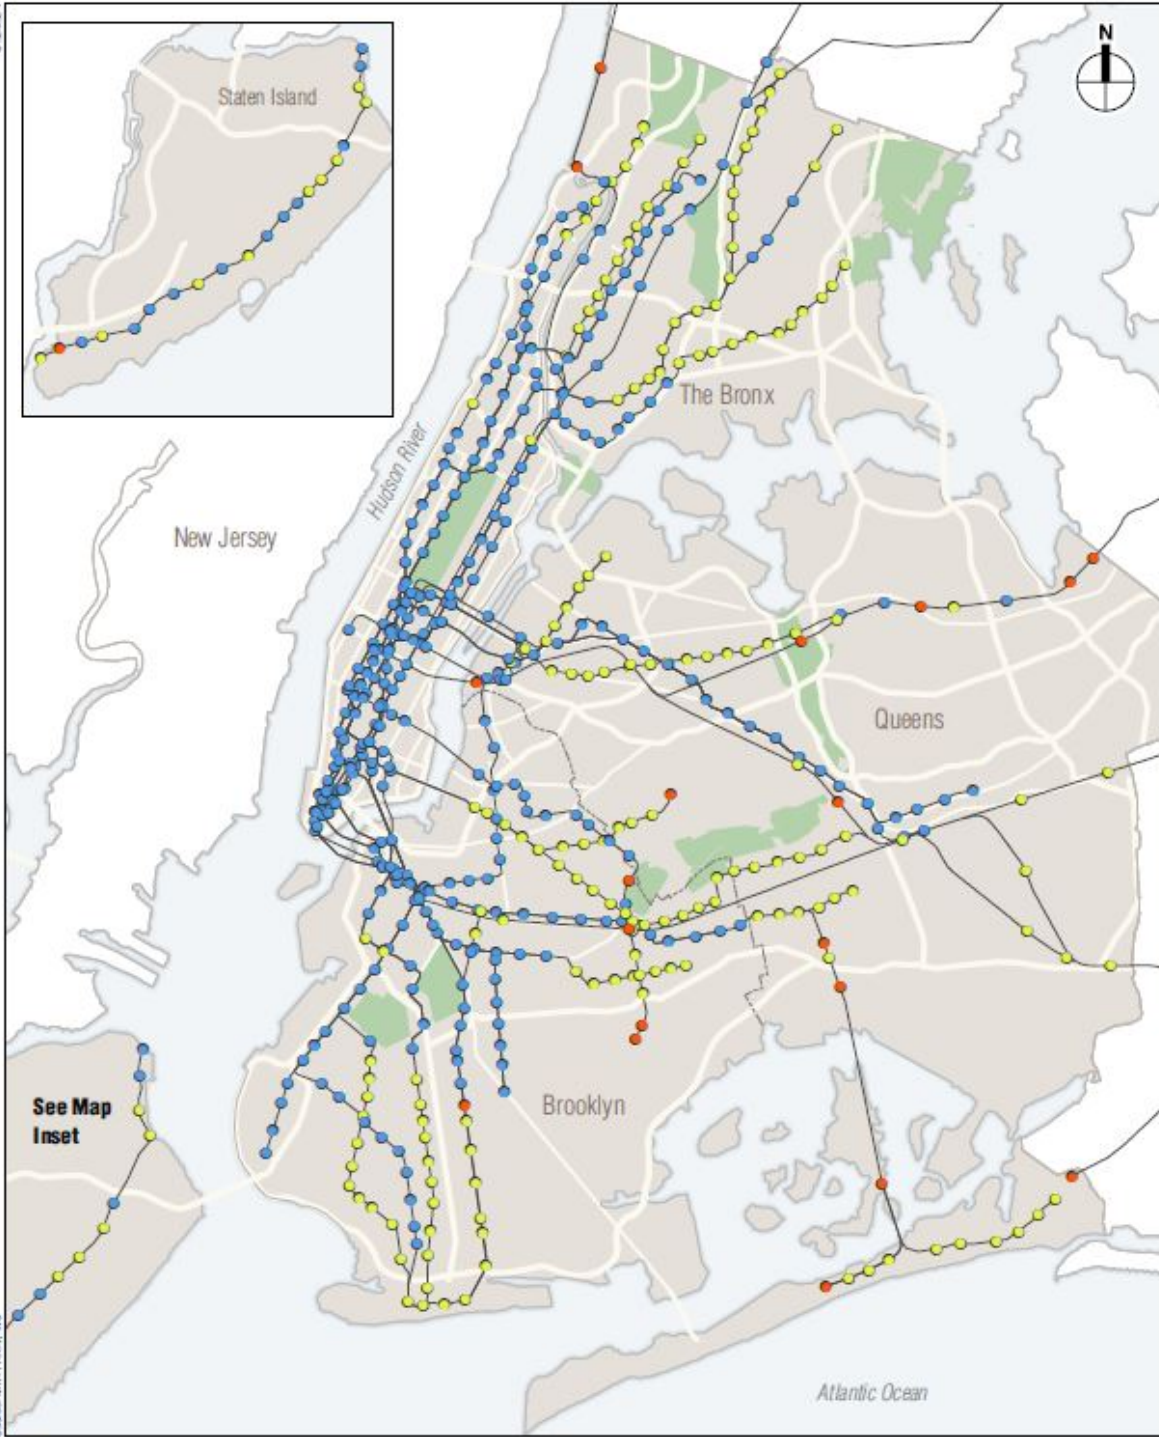 N
Staten Island
The Bronx
Hudson River
New Jersey
Queens
See Map
Inset
Brooklyn
Atlantic Ocean